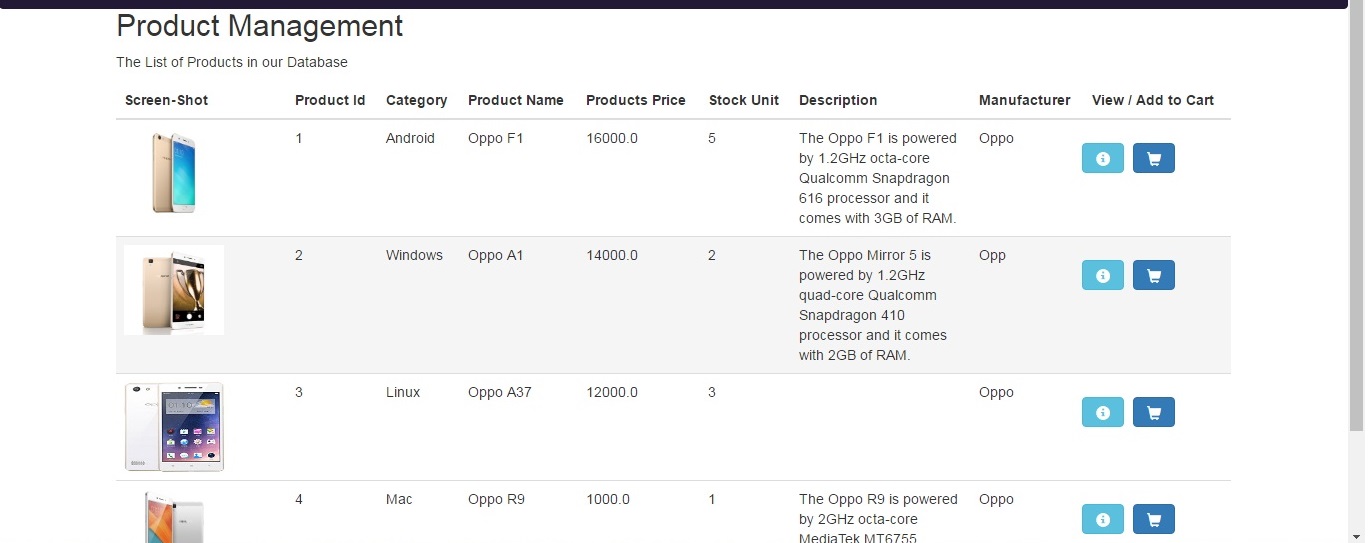 Product Management
The List of Products in our Database
Screen-Shot Product Id Category Product Name Products Price Stock Unit Description Manufacturer View / Add to Cart
1 Android Oppo F1 16000.0 5 The Oppo F1 is powered Oppo
by 1.2GHz octa-core
Qualcomm Snapdragon
616 processor and it
comes with 3GB of RAM.
2 Windows Oppo A1 14000.0 2 The Oppo Mirror 5 is Opp
powered by 1.2GHz
quad-core Qualcomm
Snapdragon 410
processor and it comes
with 2GB of RAM.
3 Linux Oppo A37 12000.0 3 Oppo
4 Mac Oppo R9 1000.0 1 The Oppo R9 is powered Oppo
by 2GHz octa-core
MediaTek MT6755